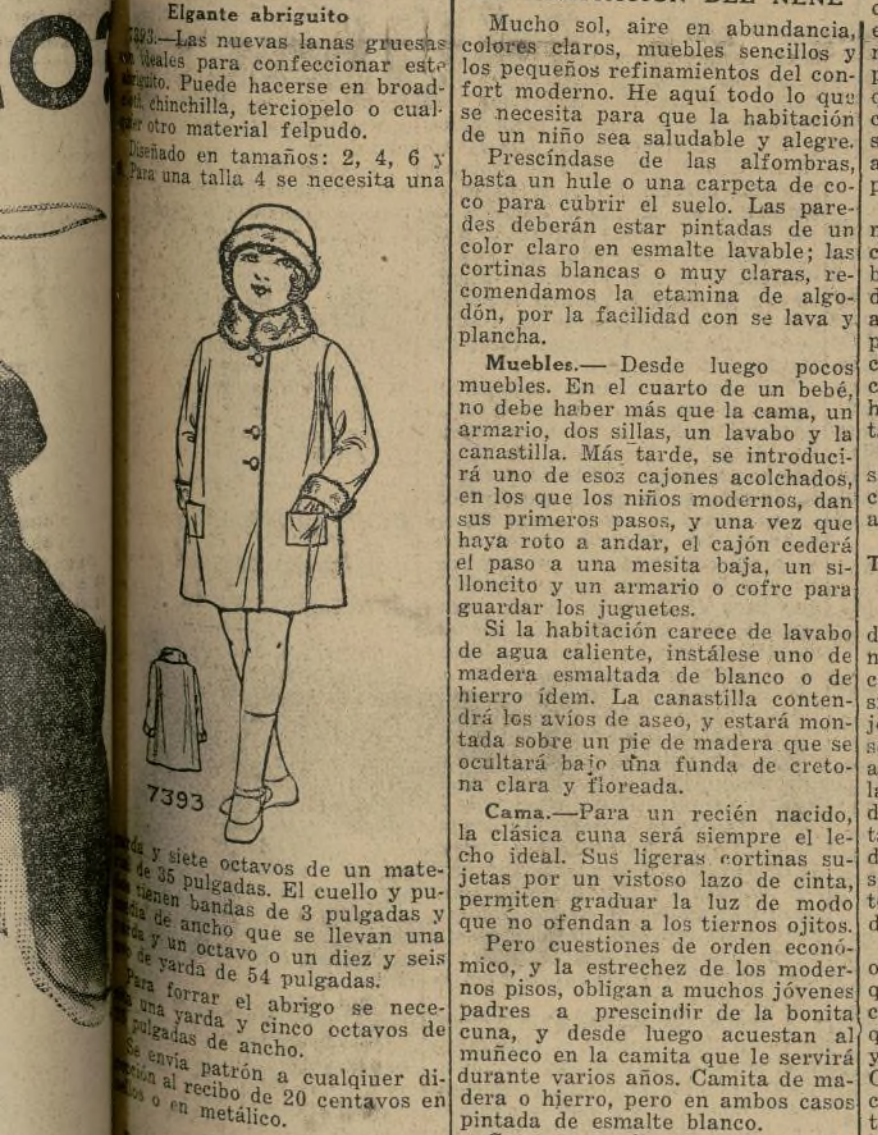 Elgante abriguito
7393.—Las nuevas lanas gruesas
ideales para confeccionar este
Puede hacerse en broad-
chinchilla, terciopelo o cual-
otro material felpudo.
Diseñado en tamaños: 2, 4, 6 y
Para una talla 4 se necesita una
7393
y siete octavos de un mate-
de 35 pulgadas. El cuello y pu-
tienen bandas de 3 pulgadas y
de ancho que se llevan una
y un octavo o un diez y seis
de yarda de 54 pulgadas.
Para forrar el abrigo se nece-
una yarda y cinco octavos de
pulgadas de ancho.
Se envía patrón a cualqiuer di-
al recibo de 20 centavos en
o en metálico.
DEL NENE
Mucho sol, aire en abundancia,
colores claros, muebles sencillos y
los pequeños refinamientos del con-
fort moderno. He aquí todo lo que
se necesita para que la habitación
de un niño sea saludable y alegre.
Prescíndase de las alfombras,
basta un hule o una carpeta de co-
co para cubrir el suelo. Las pare-
des deberán estar pintadas de un
color claro en esmalte lavable; las
cortinas blancas o muy claras, re-
comendamos la etamina de algo-
dón, por la facilidad con se lava y
plancha.
Muebles.— Desde luego pocos
muebles. En el cuarto de un bebé,
no debe haber más que la cama, un
armario, dos sillas, un lavabo y la
canastilla. Más tarde, se introduci-
rá uno de esos cajones acolchados,
en los que los niños modernos, dan
sus primeros pasos, y una vez que
haya roto a andar, el cajón cederá
el paso a una mesita baja, un si-
lloncito y un armario o cofre para
guardar los juguetes.
Si la habitación carece de lavabo
de agua caliente, instálese uno de
madera esmaltada de blanco o de
hierro ídem. La canastilla conten-
drá los avíos de aseo, y estará mon-
tada sobre un pie de madera que se
ocultará bajo una funda de creto-
na clara y floreada.
Cama.—Para un recién nacido,
la clásica cuna será siempre el le-
cho ideal. Sus ligeras cortinas su-
jetas por un vistoso lazo de cinta,
permiten graduar la luz de modo
que no ofendan a los tiernos ojitos.
Pero cuestiones de orden econó-
mico, y la estrechez de los moder-
nos pisos, obligan a muchos jóvenes
padres a prescindir de la bonita
cuna, y desde luego acuestan al
muñeco en la camita que le servirá
durante varios años. Camita de ma-
dera o hierro, pero en ambos casos
pintada de esmalte blanco.